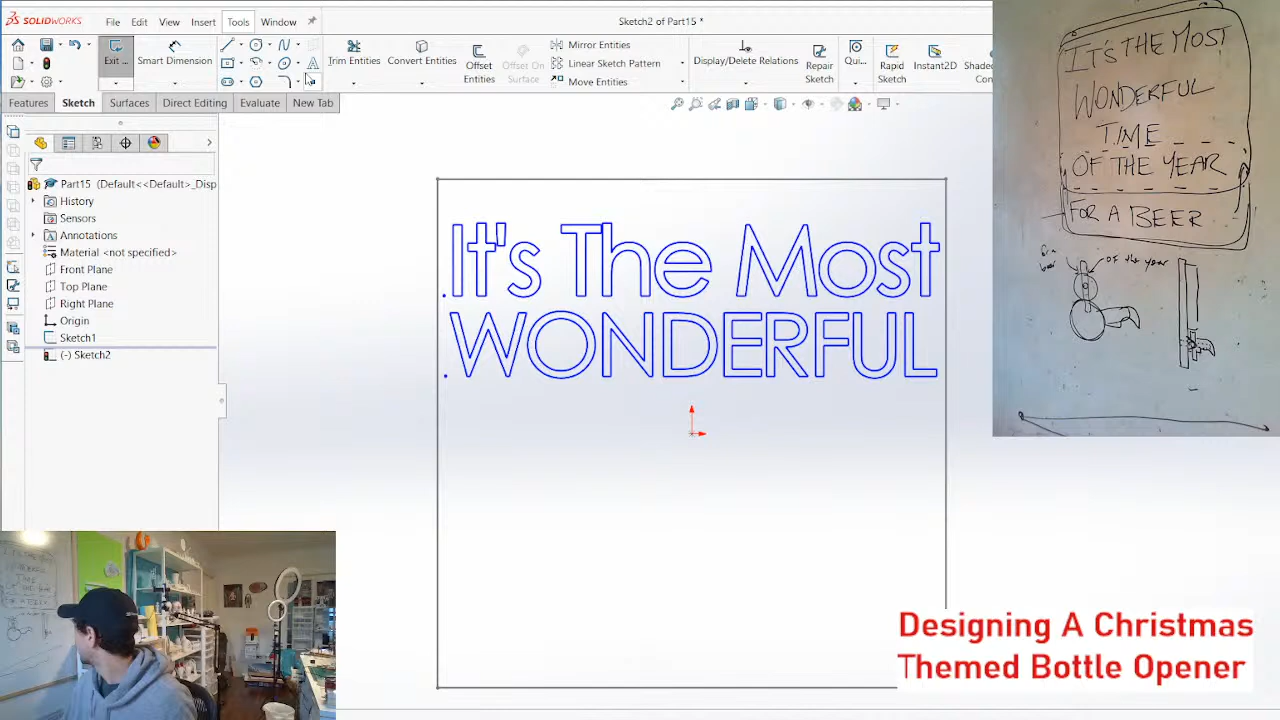 SOLIDWORKS
File Edit View Insert Tools Window
Sketch2 of Part15 *
Exit ...
Smart Dimension
Trim Entities
Convert Entities
Offset Entities
Offset On Surface
Mirror Entities
Linear Sketch Pattern
Move Entities
Display/Delete Relations
Repair Sketch
Qui...
Rapid Sketch
Instant2D
Shaded
Features Sketch Surfaces Direct Editing Evaluate New Tab
Part15 (Default<<Default>_Disp
History
Sensors
Annotations
Material <not specified>
Front Plane
Top Plane
Right Plane
Origin
Sketch1
(-) Sketch2
It's The Most
WONDERFUL
IT'S THE MOST
WONDERFUL
TIME
OF THE YEAR
FOR A BEER
for a beer
of the year
Designing A Christmas
Themed Bottle Opener